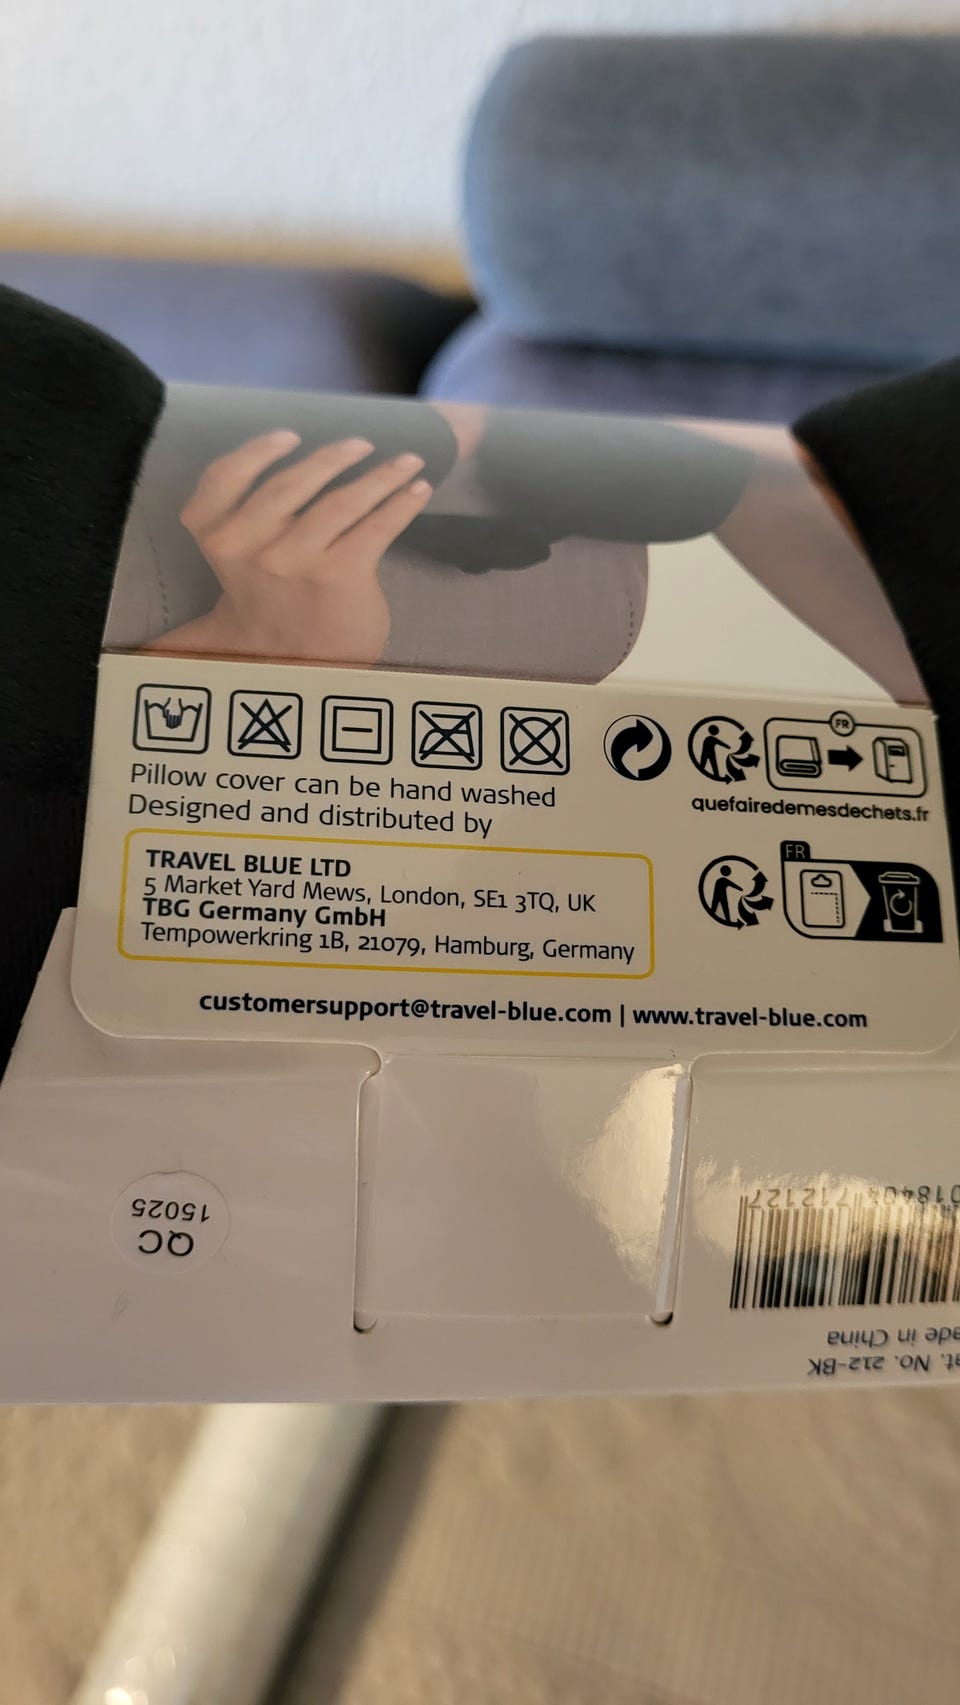 FR
quefairedemesdechets.fr
Pillow cover can be hand washed
Designed and distributed by
FR
TRAVEL BLUE LTD
5 Market Yard Mews, London, SE1 3TQ, UK
TBG Germany GmbH
Tempowerkring 1B, 21079, Hamburg, Germany
customersupport@travel-blue.com | www.travel-blue.com
QC
15025
712127
in China
No. 212-BK